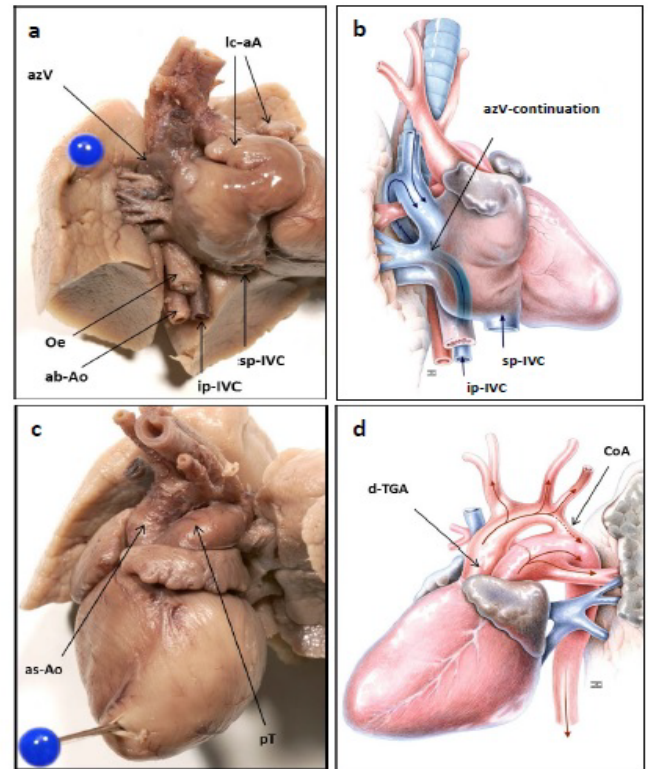 a
lc-aA
azV
Oe
ab-Ao
sp-IVC
ip-IVC
b
azV-continuation
sp-IVC
ip-IVC
c
as-Ao
pT
d
CoA
d-TGA